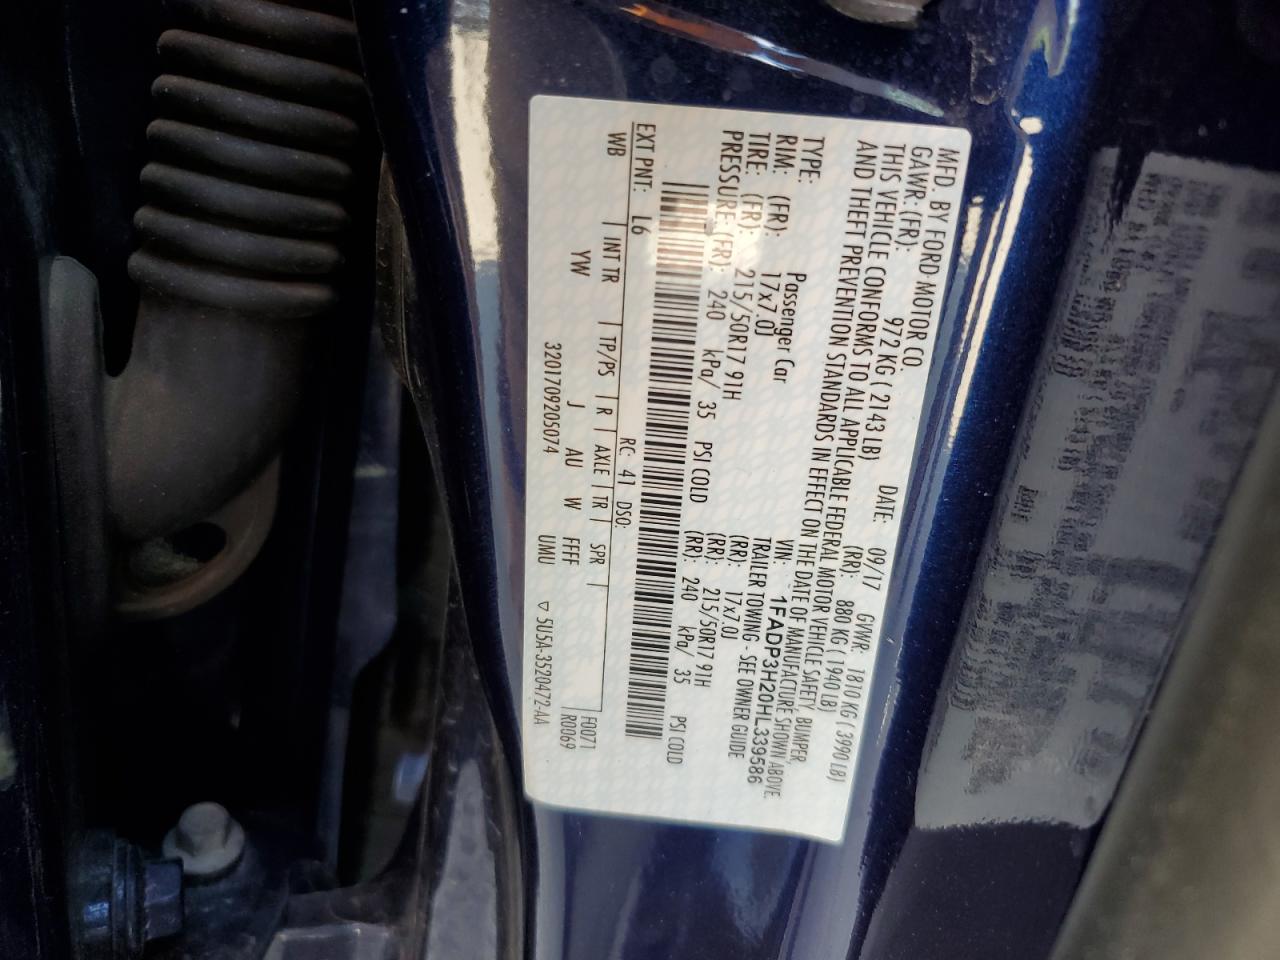 MFD. BY FORD MOTOR CO. DATE: 09/17 GVWR: 1810 KG ( 3990 LB)
GAWR: (FR): 972 KG ( 2143 LB) (RR): 880 KG ( 1940 LB)
THIS VEHICLE CONFORMS TO ALL APPLICABLE FEDERAL MOTOR VEHICLE SAFETY, BUMPER,
AND THEFT PREVENTION STANDARDS IN EFFECT ON THE DATE OF MANUFACTURE SHOWN ABOVE.
VIN: 1FADP3H20HL339586
TYPE: Passenger Car TRAILER TOWING - SEE OWNER GUIDE
RIM: (FR): 17x7.0J (RR): 17x7.0J
TIRE: (FR): 215/50R17 91H (RR): 215/50R17 91H
PRESSURE: (FR): 240 kPa/ 35 PSI COLD (RR): 240 kPa/ 35 PSI COLD
EXT PNT: L6 RC: 41 DSO: F0071
WB INT TR TP/PS R AXLE TR SPR R0069
YW J AU W FFFF
3201709205074 UMU ▽ 5U5A-3520472-AA